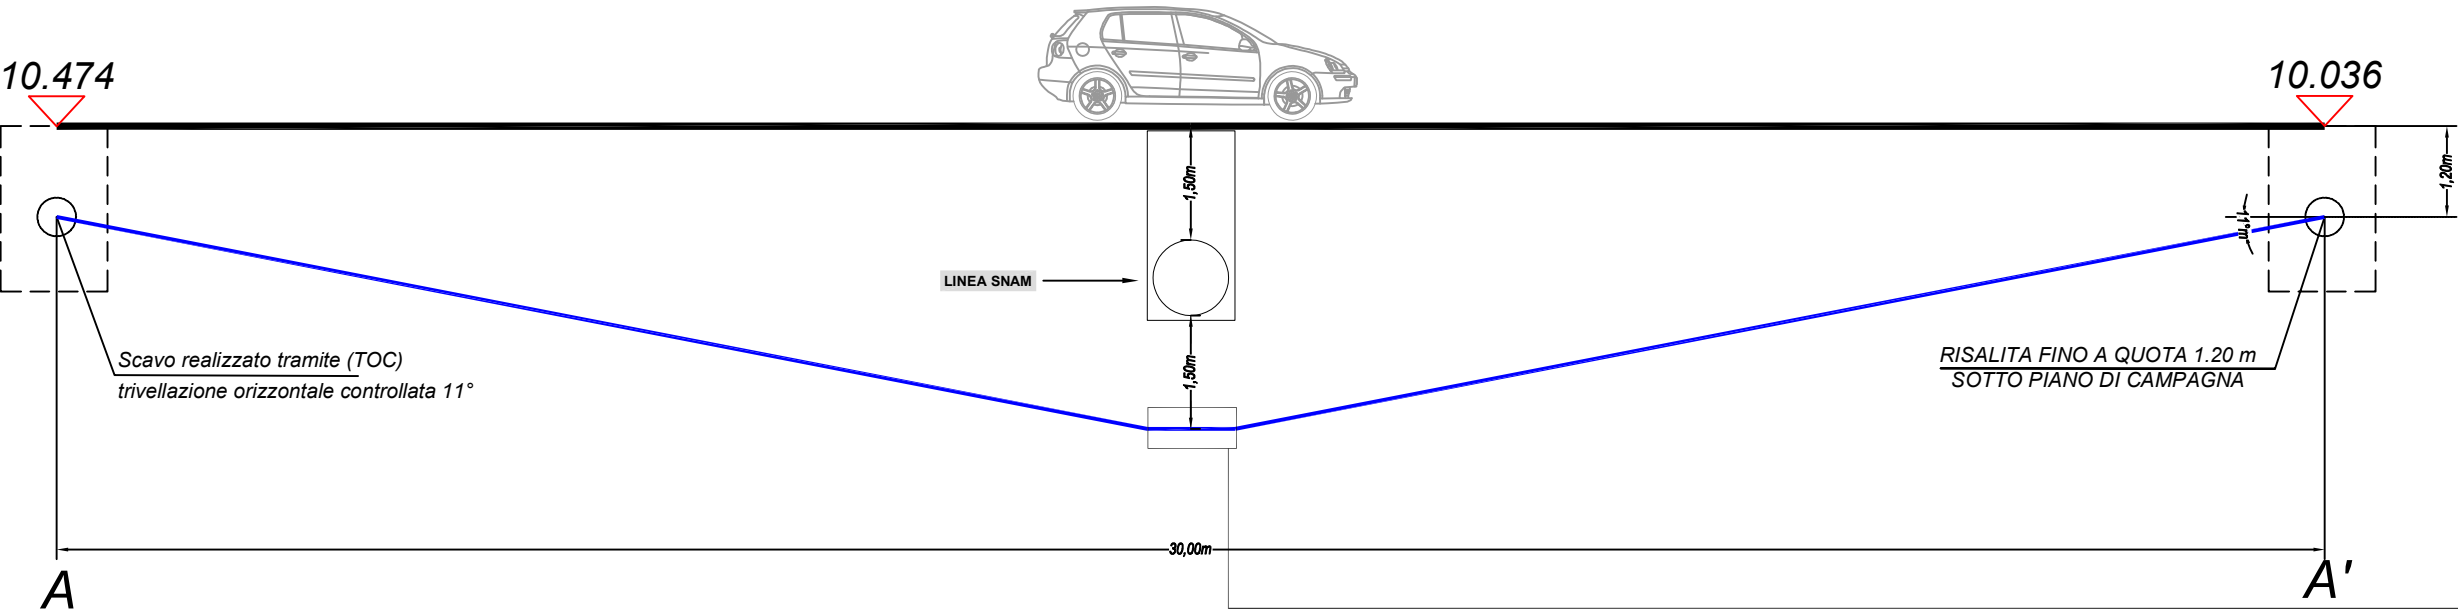 10.474
10.036
1,50m
1,20m
11°m
LINEA SNAM
Scavo realizzato tramite (TOC)
trivellazione orizzontale controllata 11°
1,50m
RISALITA FINO A QUOTA 1.20 m
SOTTO PIANO DI CAMPAGNA
30,00m
A
A'